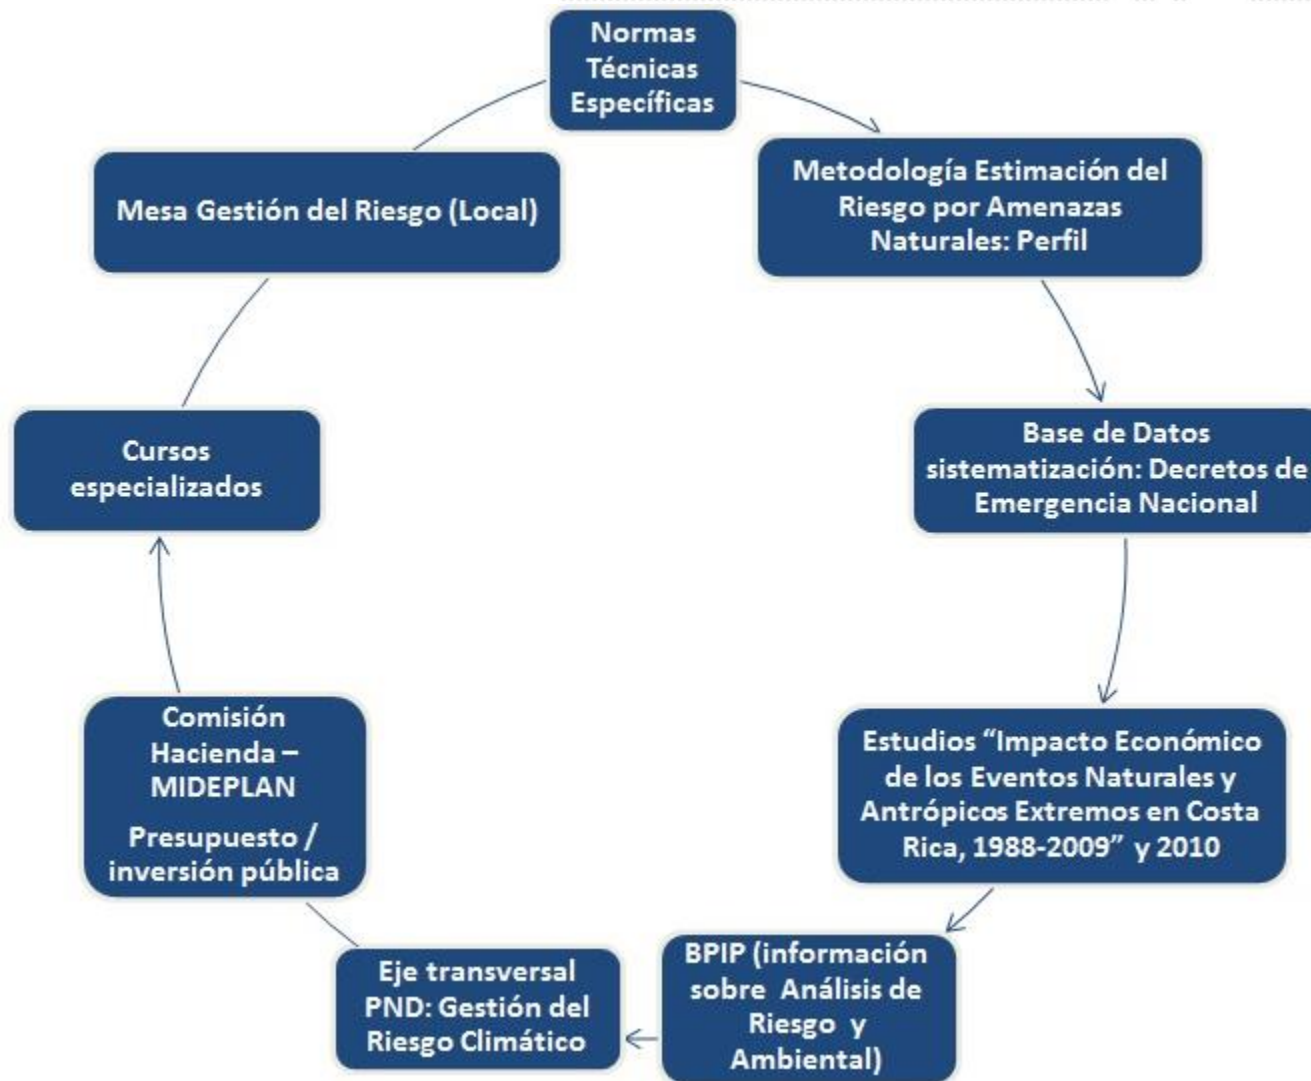 Normas
Técnicas
Específicas
Metodología Estimación del
Riesgo por Amenazas
Naturales: Perfil
Base de Datos
sistematización: Decretos de
Emergencia Nacional
Estudios “Impacto Económico
de los Eventos Naturales y
Antrópicos Extremos en Costa
Rica, 1988-2009” y 2010
BPIP (información
sobre Análisis de
Riesgo y
Ambiental)
Eje transversal
PND: Gestión del
Riesgo Climático
Comisión
Hacienda –
MIDEPLAN
Presupuesto /
inversión pública
Cursos
especializados
Mesa Gestión del Riesgo (Local)